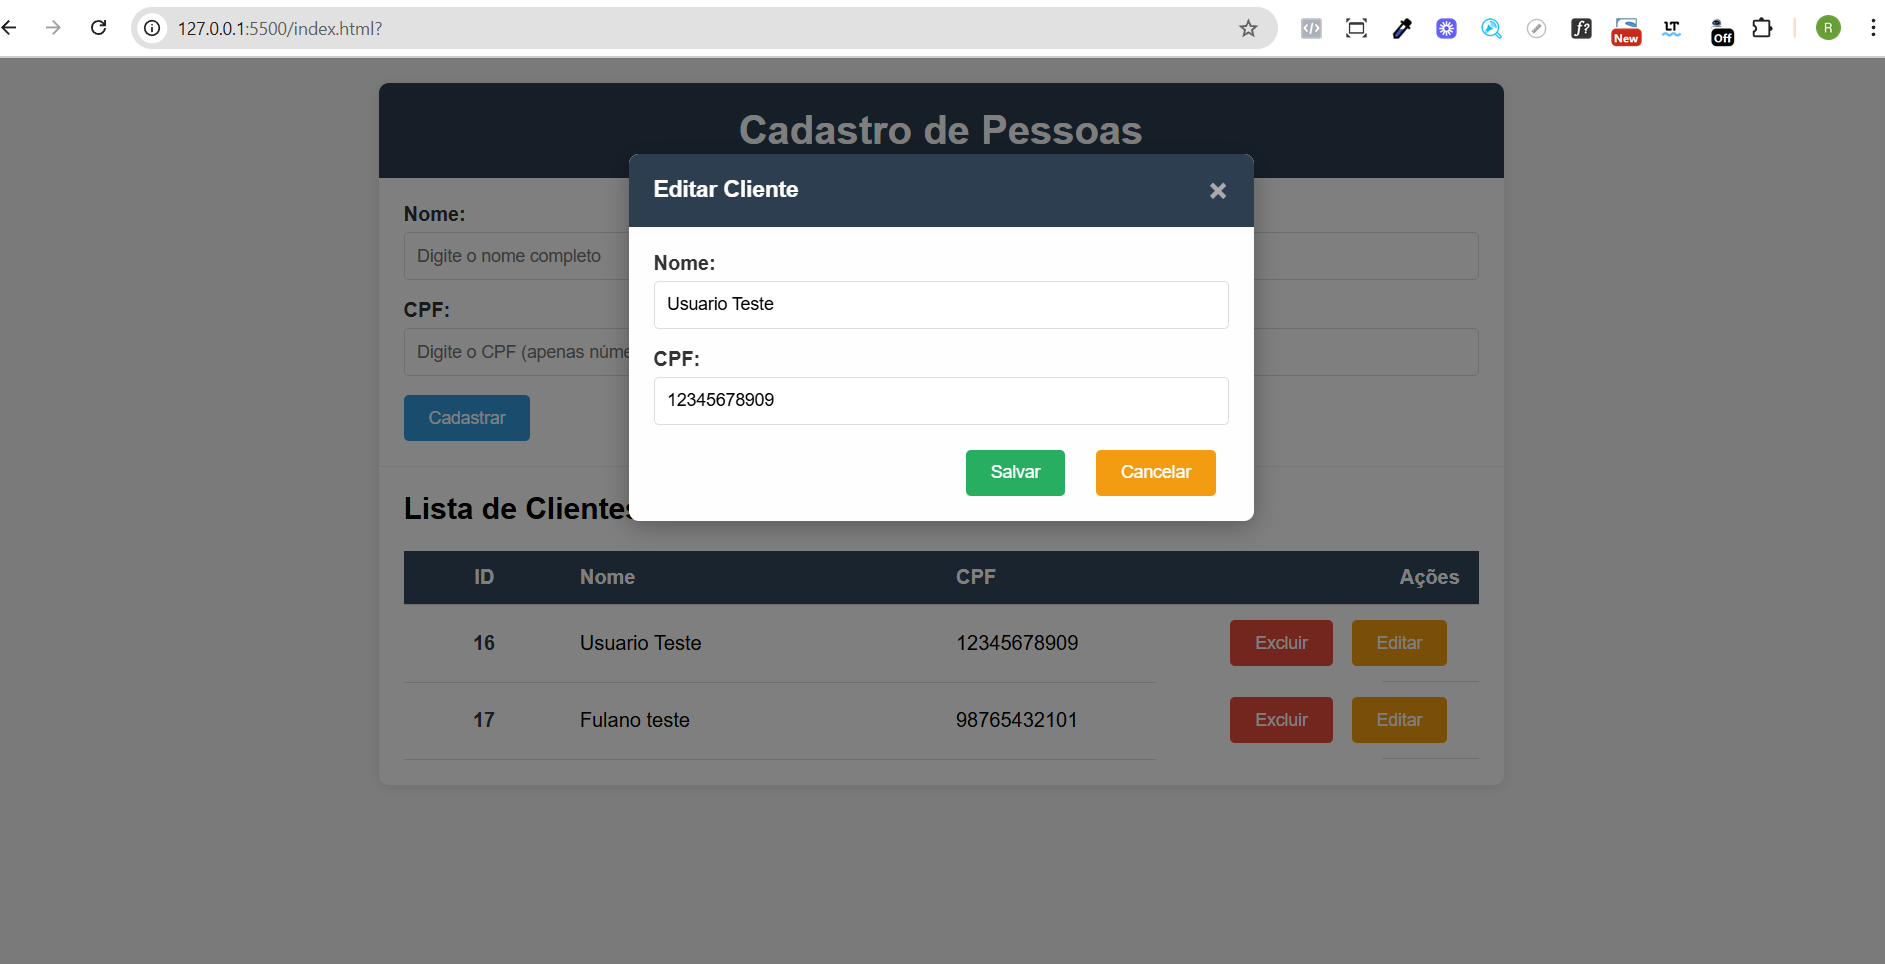 127.0.0.1:5500/index.html?
</> f? New LT Off R
Cadastro de Pessoas
Editar Cliente ×
Nome:
Digite o nome completo
Nome:
Usuario Teste
CPF:
Digite o CPF (apenas núme
CPF:
12345678909
Cadastrar
Salvar Cancelar
Lista de Clientes
ID Nome CPF Ações
16 Usuario Teste 12345678909 Excluir Editar
17 Fulano teste 98765432101 Excluir Editar